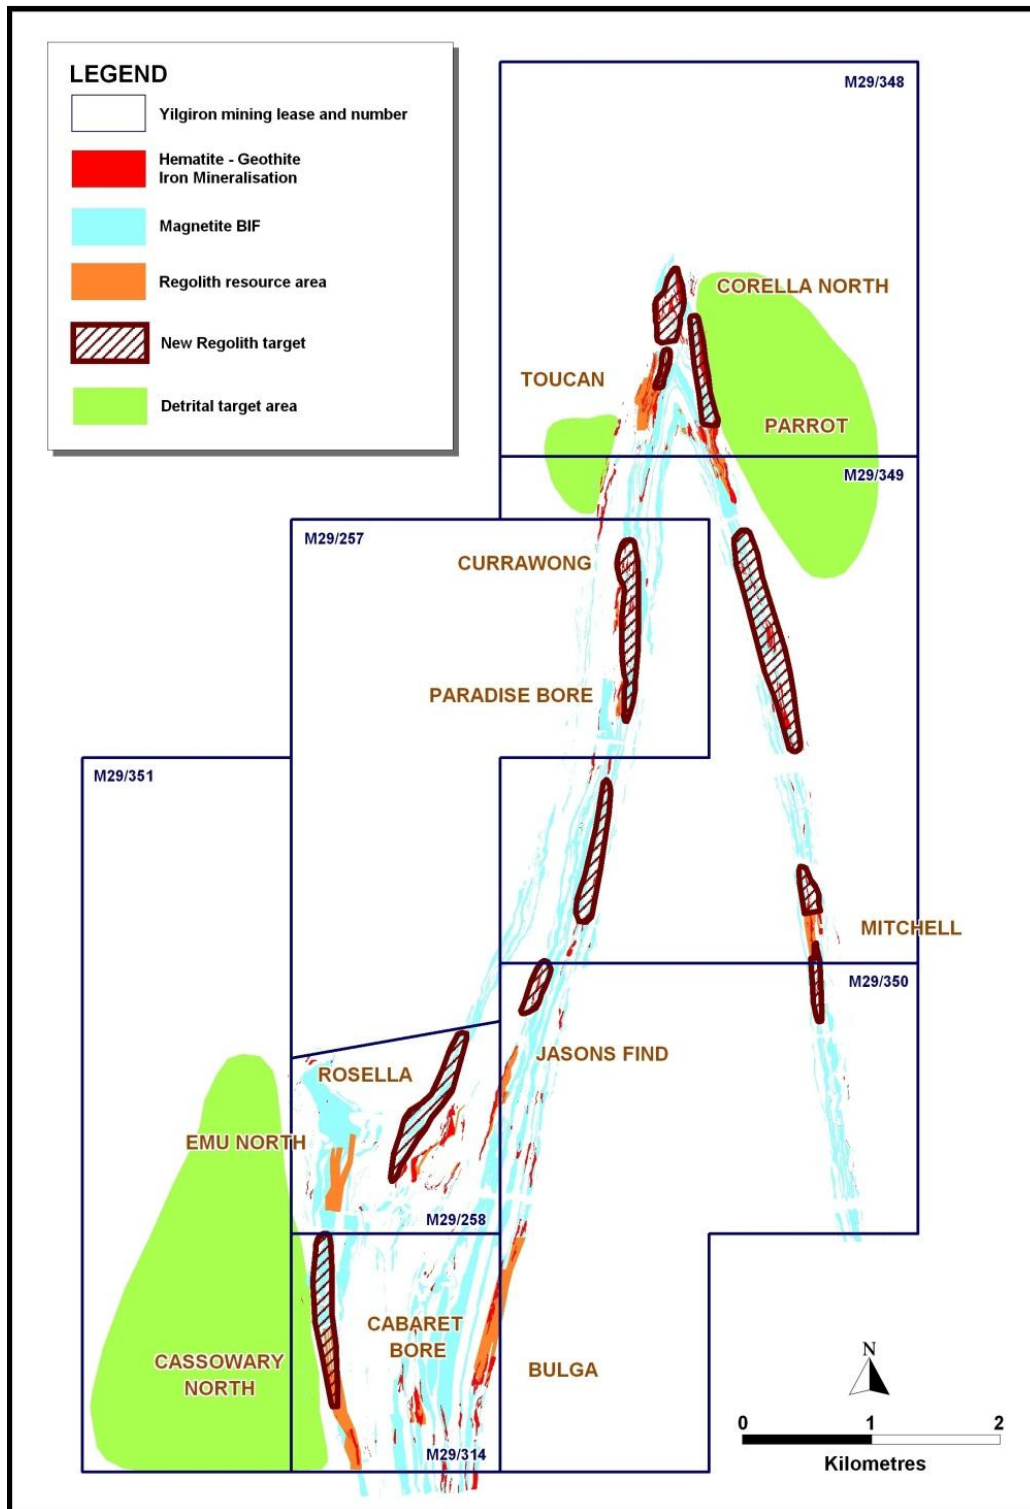 LEGEND
Yilgiron mining lease and number
Hematite - Geothite
Iron Mineralisation
Magnetite BIF
Regolith resource area
New Regolith target
Detrital target area
M29/348
CORELLA NORTH
TOUCAN
PARROT
M29/349
M29/257
CURRAWONG
PARADISE BORE
M29/351
MITCHELL
M29/350
JASONS FIND
ROSELLA
EMU NORTH
M29/258
CABARET
BORE
CASSOWARY
NORTH
BULGA
M29/314
N
0 1 2
Kilometres